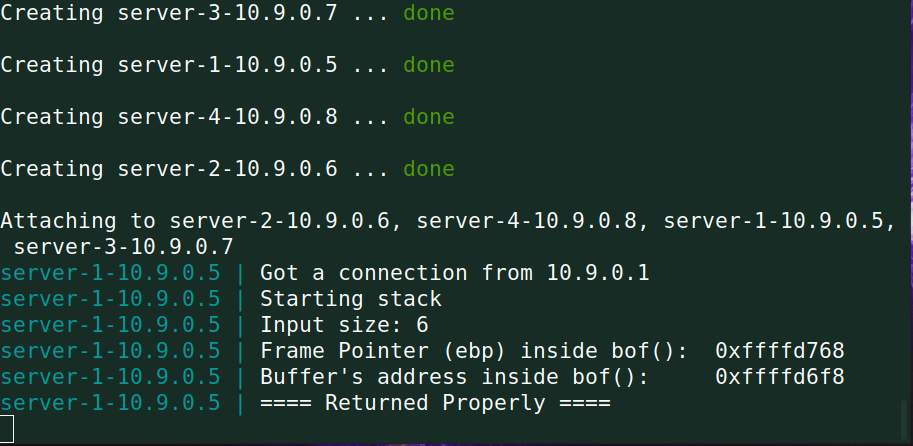 Creating server-3-10.9.0.7 ... done
Creating server-1-10.9.0.5 ... done
Creating server-4-10.9.0.8 ... done
Creating server-2-10.9.0.6 ... done
Attaching to server-2-10.9.0.6, server-4-10.9.0.8, server-1-10.9.0.5,
server-3-10.9.0.7
server-1-10.9.0.5 | Got a connection from 10.9.0.1
server-1-10.9.0.5 | Starting stack
server-1-10.9.0.5 | Input size: 6
server-1-10.9.0.5 | Frame Pointer (ebp) inside bof():  0xffffd768
server-1-10.9.0.5 | Buffer's address inside bof():     0xffffd6f8
server-1-10.9.0.5 | ==== Returned Properly ====